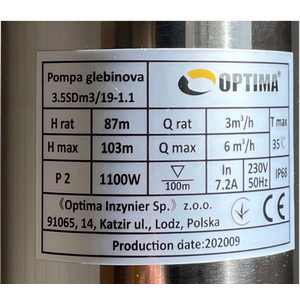 Pompa glebinova
3.5SDm3/19-1.1
OPTIMA®
H rat 87m Q rat 3m³/h T max
H max 103m Q max 6 m³/h 35°C
P 2 1100W 100m In 7.2A 230V 50Hz IP68
《Optima Inzynier Sp.》z.o.o.
91065, 14, Katzir ul., Lodz, Polska
Production date:202009